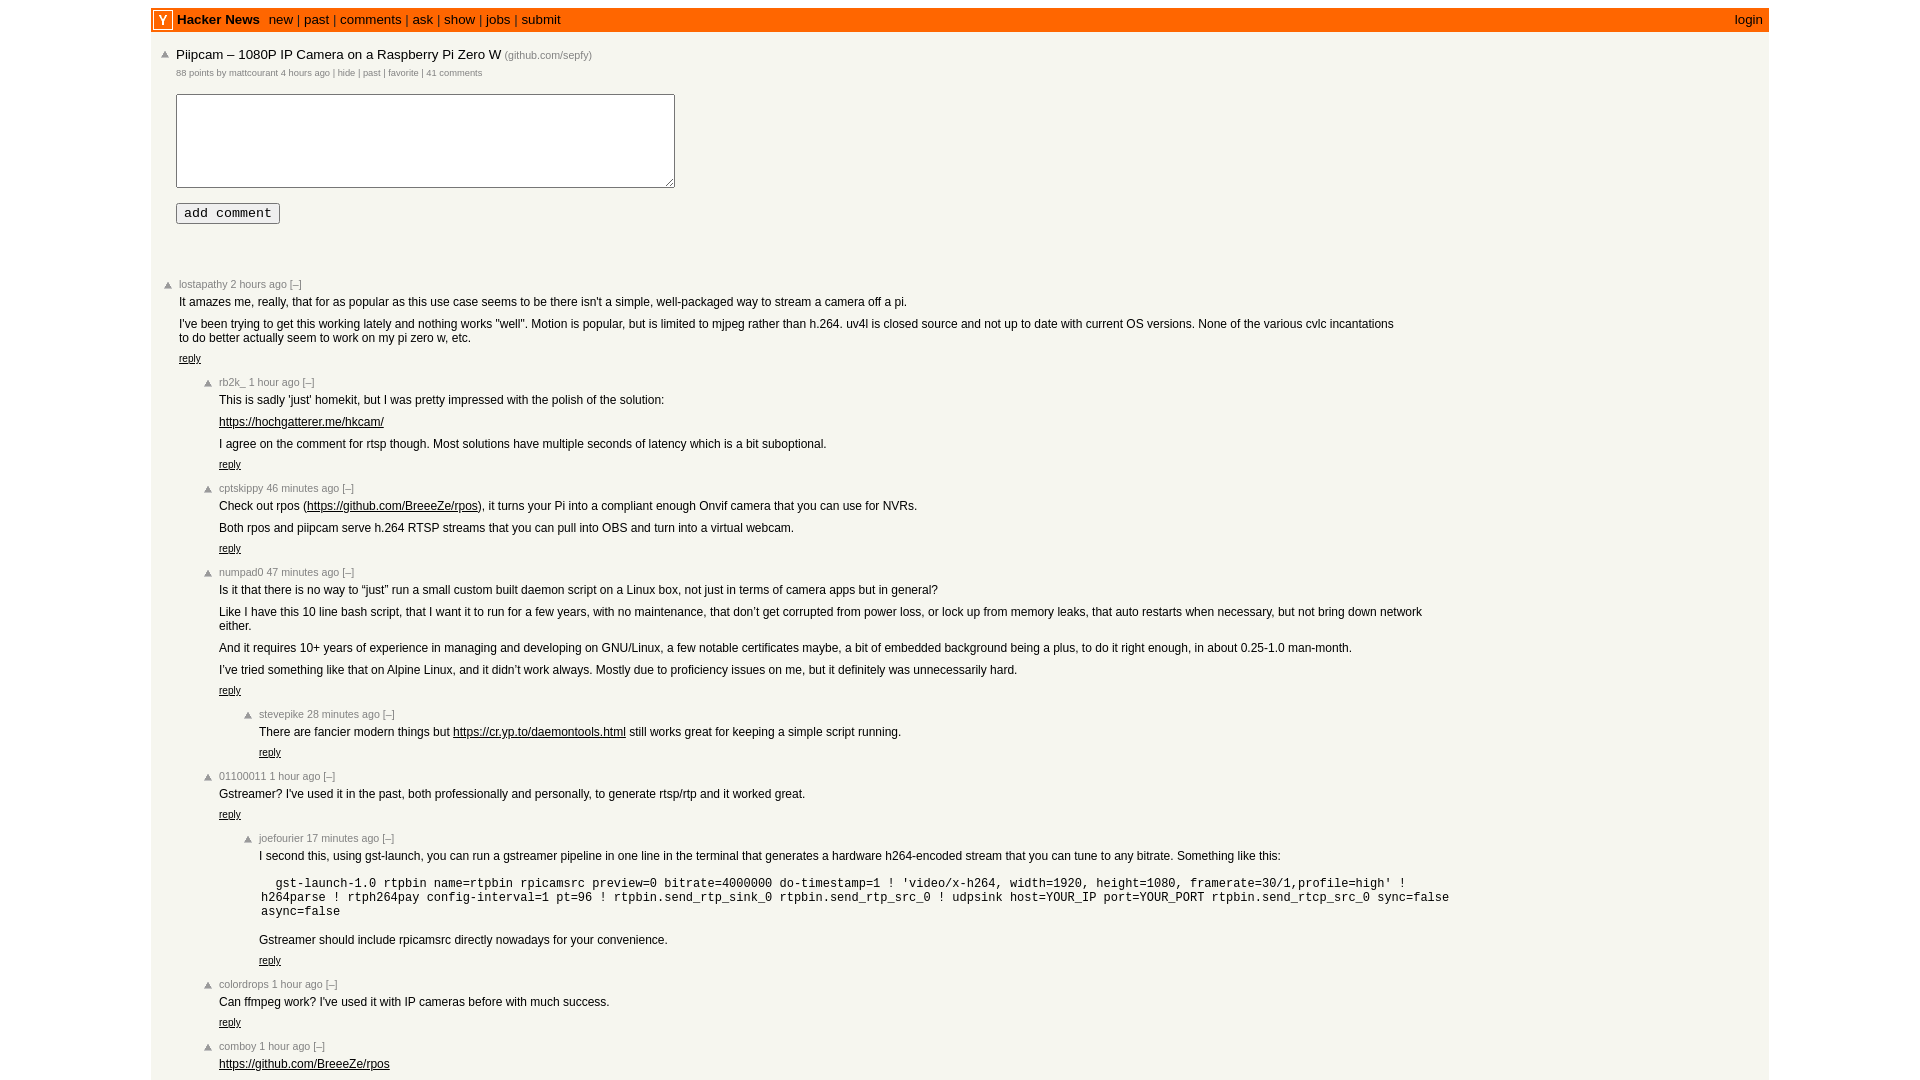 Y Hacker News new | past | comments | ask | show | jobs | submit login
Piipcam – 1080P IP Camera on a Raspberry Pi Zero W (github.com/sepfy)
88 points by mattcourant 4 hours ago | hide | past | favorite | 41 comments
add comment
lostapathy 2 hours ago [–]
It amazes me, really, that for as popular as this use case seems to be there isn't a simple, well-packaged way to stream a camera off a pi.
I've been trying to get this working lately and nothing works "well". Motion is popular, but is limited to mjpeg rather than h.264. uv4l is closed source and not up to date with current OS versions. None of the various cvlc incantations
to do better actually seem to work on my pi zero w, etc.
reply
rb2k_ 1 hour ago [–]
This is sadly 'just' homekit, but I was pretty impressed with the polish of the solution:
https://hochgatterer.me/hkcam/
I agree on the comment for rtsp though. Most solutions have multiple seconds of latency which is a bit suboptimal.
reply
cptskippy 46 minutes ago [–]
Check out rpos (https://github.com/BreeeZe/rpos), it turns your Pi into a compliant enough Onvif camera that you can use for NVRs.
Both rpos and piipcam serve h.264 RTSP streams that you can pull into OBS and turn into a virtual webcam.
reply
numpad0 47 minutes ago [–]
Is it that there is no way to “just” run a small custom built daemon script on a Linux box, not just in terms of camera apps but in general?
Like I have this 10 line bash script, that I want it to run for a few years, with no maintenance, that don’t get corrupted from power loss, or lock up from memory leaks, that auto restarts when necessary, but not bring down network
either.
And it requires 10+ years of experience in managing and developing on GNU/Linux, a few notable certificates maybe, a bit of embedded background being a plus, to do it right enough, in about 0.25-1.0 man-month.
I’ve tried something like that on Alpine Linux, and it didn’t work always. Mostly due to proficiency issues on me, but it definitely was unnecessarily hard.
reply
stevepike 28 minutes ago [–]
There are fancier modern things but https://cr.yp.to/daemontools.html still works great for keeping a simple script running.
reply
01100011 1 hour ago [–]
Gstreamer? I've used it in the past, both professionally and personally, to generate rtsp/rtp and it worked great.
reply
joefourier 17 minutes ago [–]
I second this, using gst-launch, you can run a gstreamer pipeline in one line in the terminal that generates a hardware h264-encoded stream that you can tune to any bitrate. Something like this:
gst-launch-1.0 rtpbin name=rtpbin rpicamsrc preview=0 bitrate=4000000 do-timestamp=1 ! 'video/x-h264, width=1920, height=1080, framerate=30/1,profile=high' !
h264parse ! rtph264pay config-interval=1 pt=96 ! rtpbin.send_rtp_sink_0 rtpbin.send_rtp_src_0 ! udpsink host=YOUR_IP port=YOUR_PORT rtpbin.send_rtcp_src_0 sync=false
async=false
Gstreamer should include rpicamsrc directly nowadays for your convenience.
reply
colordrops 1 hour ago [–]
Can ffmpeg work? I've used it with IP cameras before with much success.
reply
comboy 1 hour ago [–]
https://github.com/BreeeZe/rpos